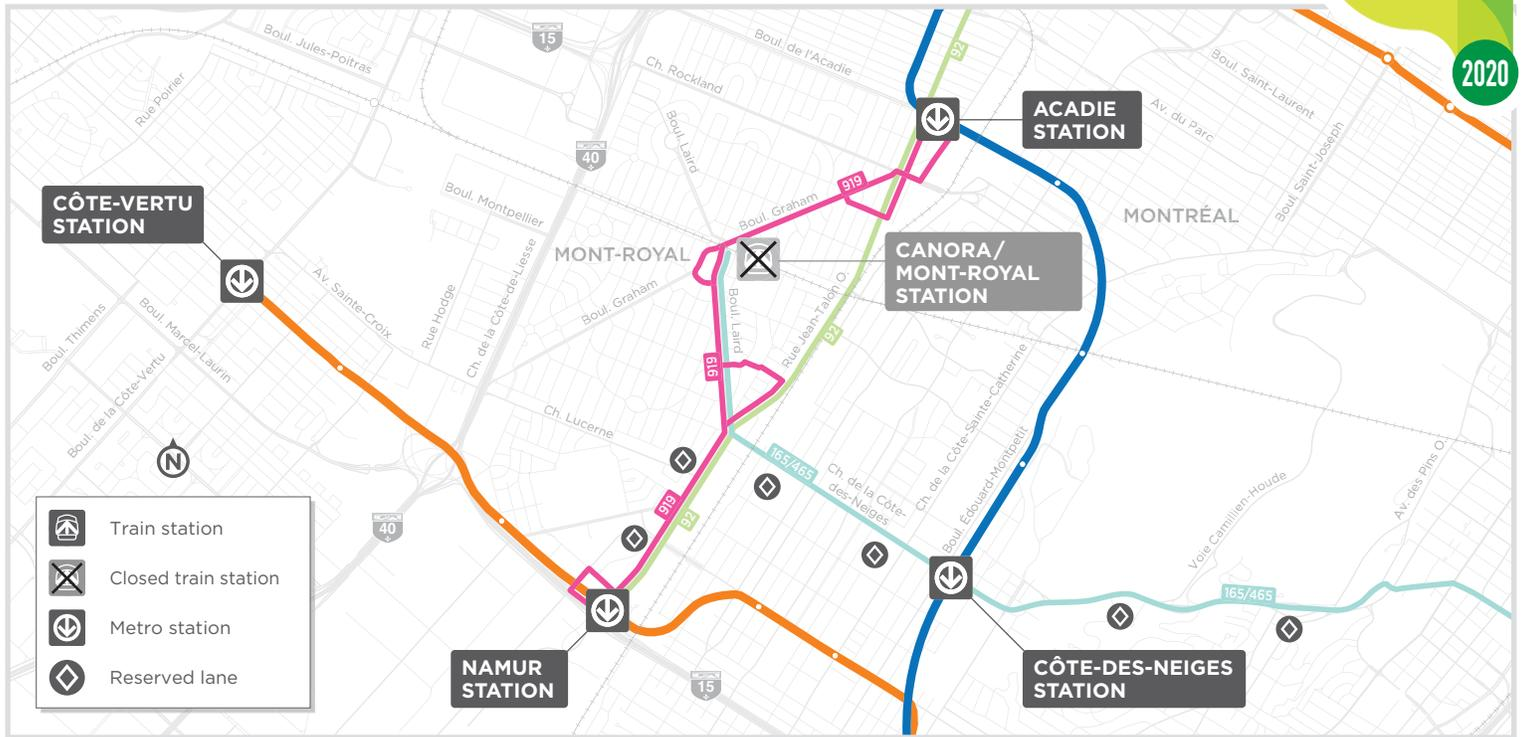 2020
15
Boul. Jules-Poitras
Boul. de l'Acadie
92
Boul. Saint-Laurent
Ch. Rockland
Rue Poirier
Av. du Parc
ACADIE
STATION
Boul. Laird
40
Boul. Saint-Joseph
919
CÔTE-VERTU
STATION
Boul. Montpellier
Boul. Graham
MONTRÉAL
MONT-ROYAL
CANORA/
MONT-ROYAL
STATION
Av. Sainte-Croix
Rue Hodge
Ch. de la Côte-de-Liesse
Boul. Graham
Boul. Laird
Rue Jean-Talon O.
92
Boul. Thimens
Boul. Marcel-Laurin
919
Boul. de la Côte-Vertu
Ch. Lucerne
Ch. de la Côte-Sainte-Catherine
N
165/465
Ch. de la Côte-
des-Neiges
Boul. Édouard-Montpetit
Voie Camillien-Houde
Av. des Pins O.
919
92
40
Train station
Closed train station
Metro station
Reserved lane
165/465
NAMUR
STATION
15
CÔTE-DES-NEIGES
STATION